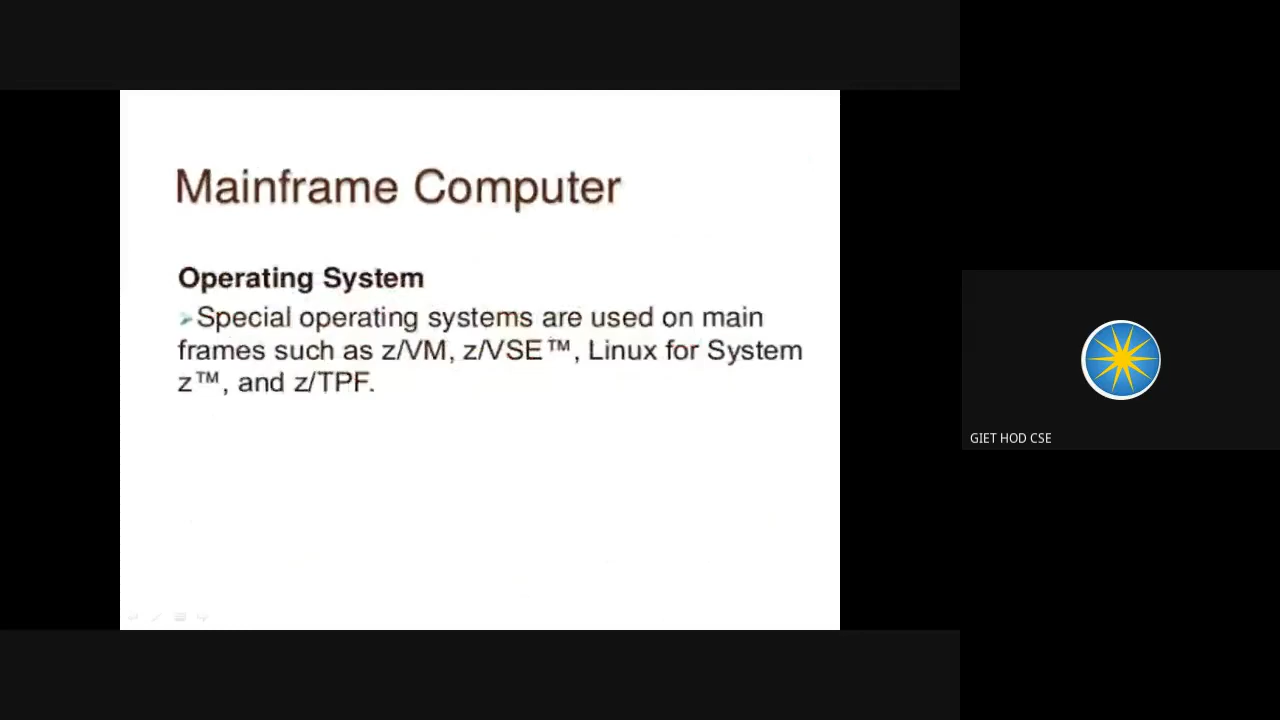 Mainframe Computer
Operating System
➢Special operating systems are used on main
frames such as z/VM, z/VSE™, Linux for System
z™, and z/TPF.
GIET HOD CSE